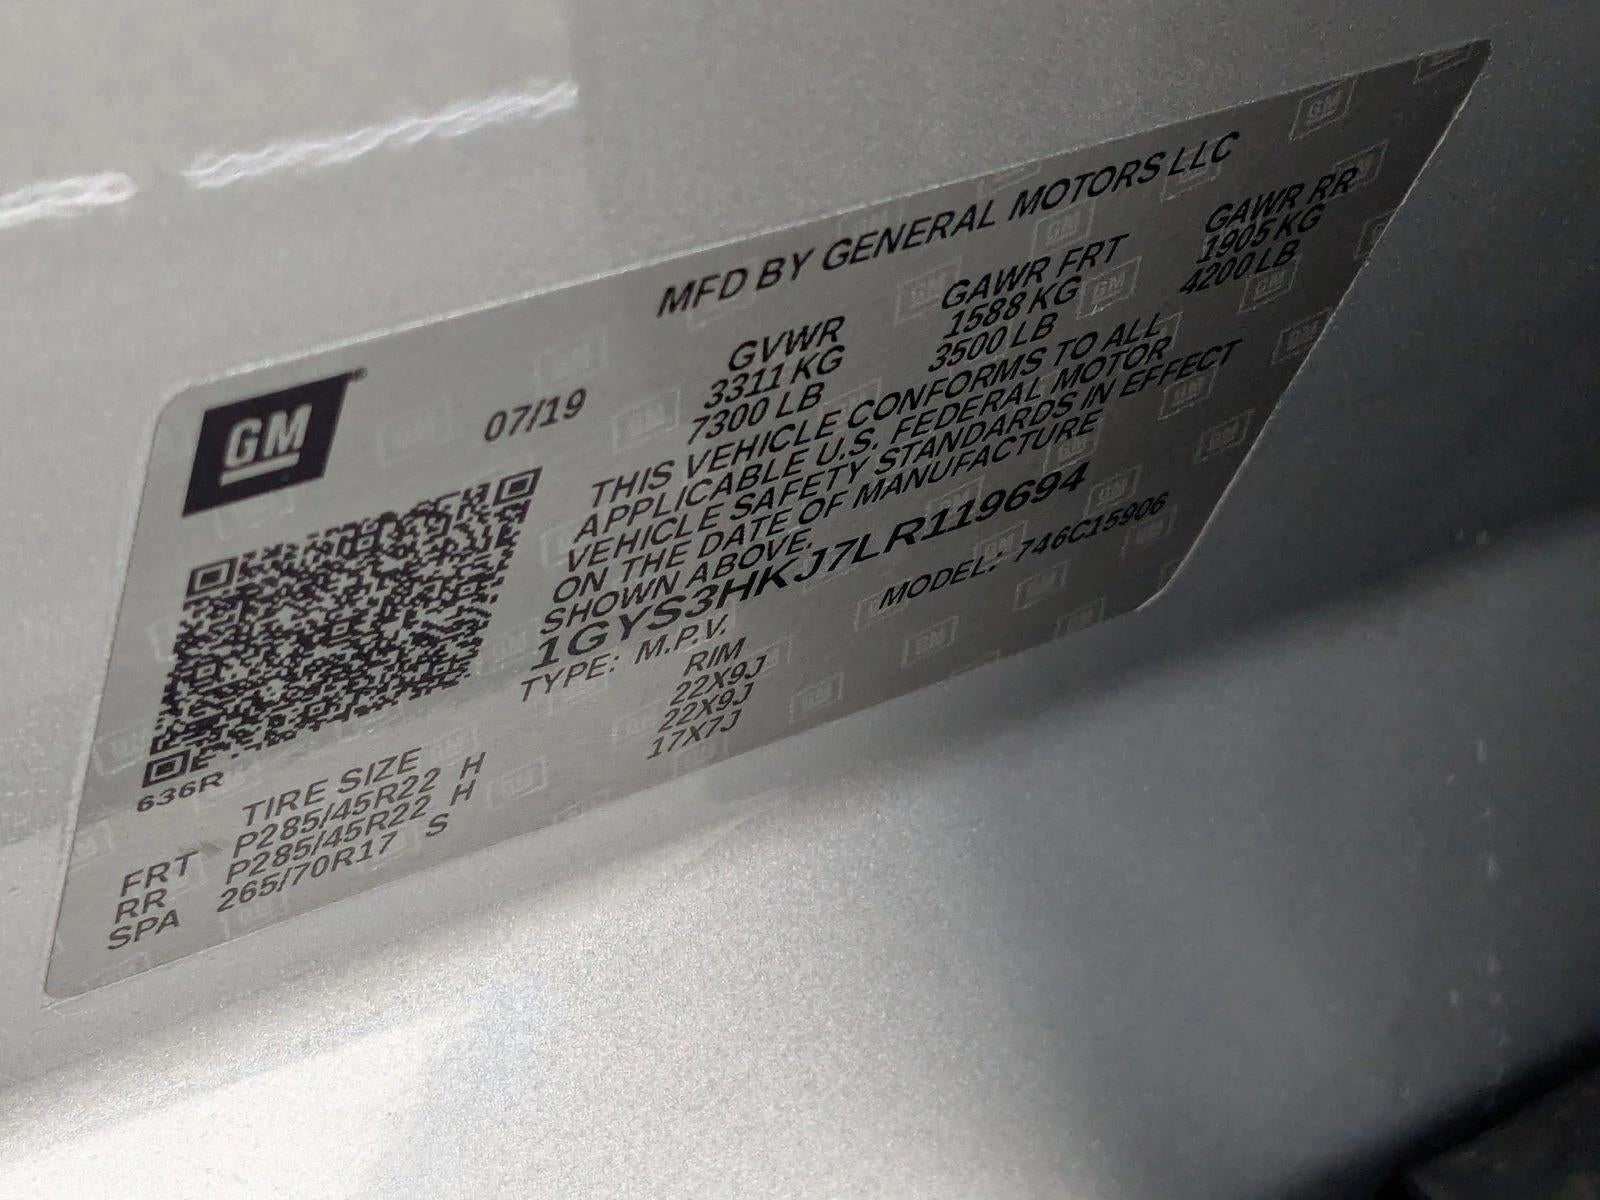 GM
MFD BY GENERAL MOTORS LLC
07/19
GVWR GAWR FRT GAWR RR
3311 KG 1588 KG 1905 KG
7300 LB 3500 LB 4200 LB
THIS VEHICLE CONFORMS TO ALL
APPLICABLE U.S. FEDERAL MOTOR
VEHICLE SAFETY STANDARDS IN EFFECT
ON THE DATE OF MANUFACTURE
SHOWN ABOVE.
1GYS3HKJ7LR119694
TYPE: M.P.V. MODEL: 746C15906
636R
TIRE SIZE RIM
FRT P285/45R22 H 22X9J
RR P285/45R22 H 22X9J
SPA 265/70R17 S 17X7J